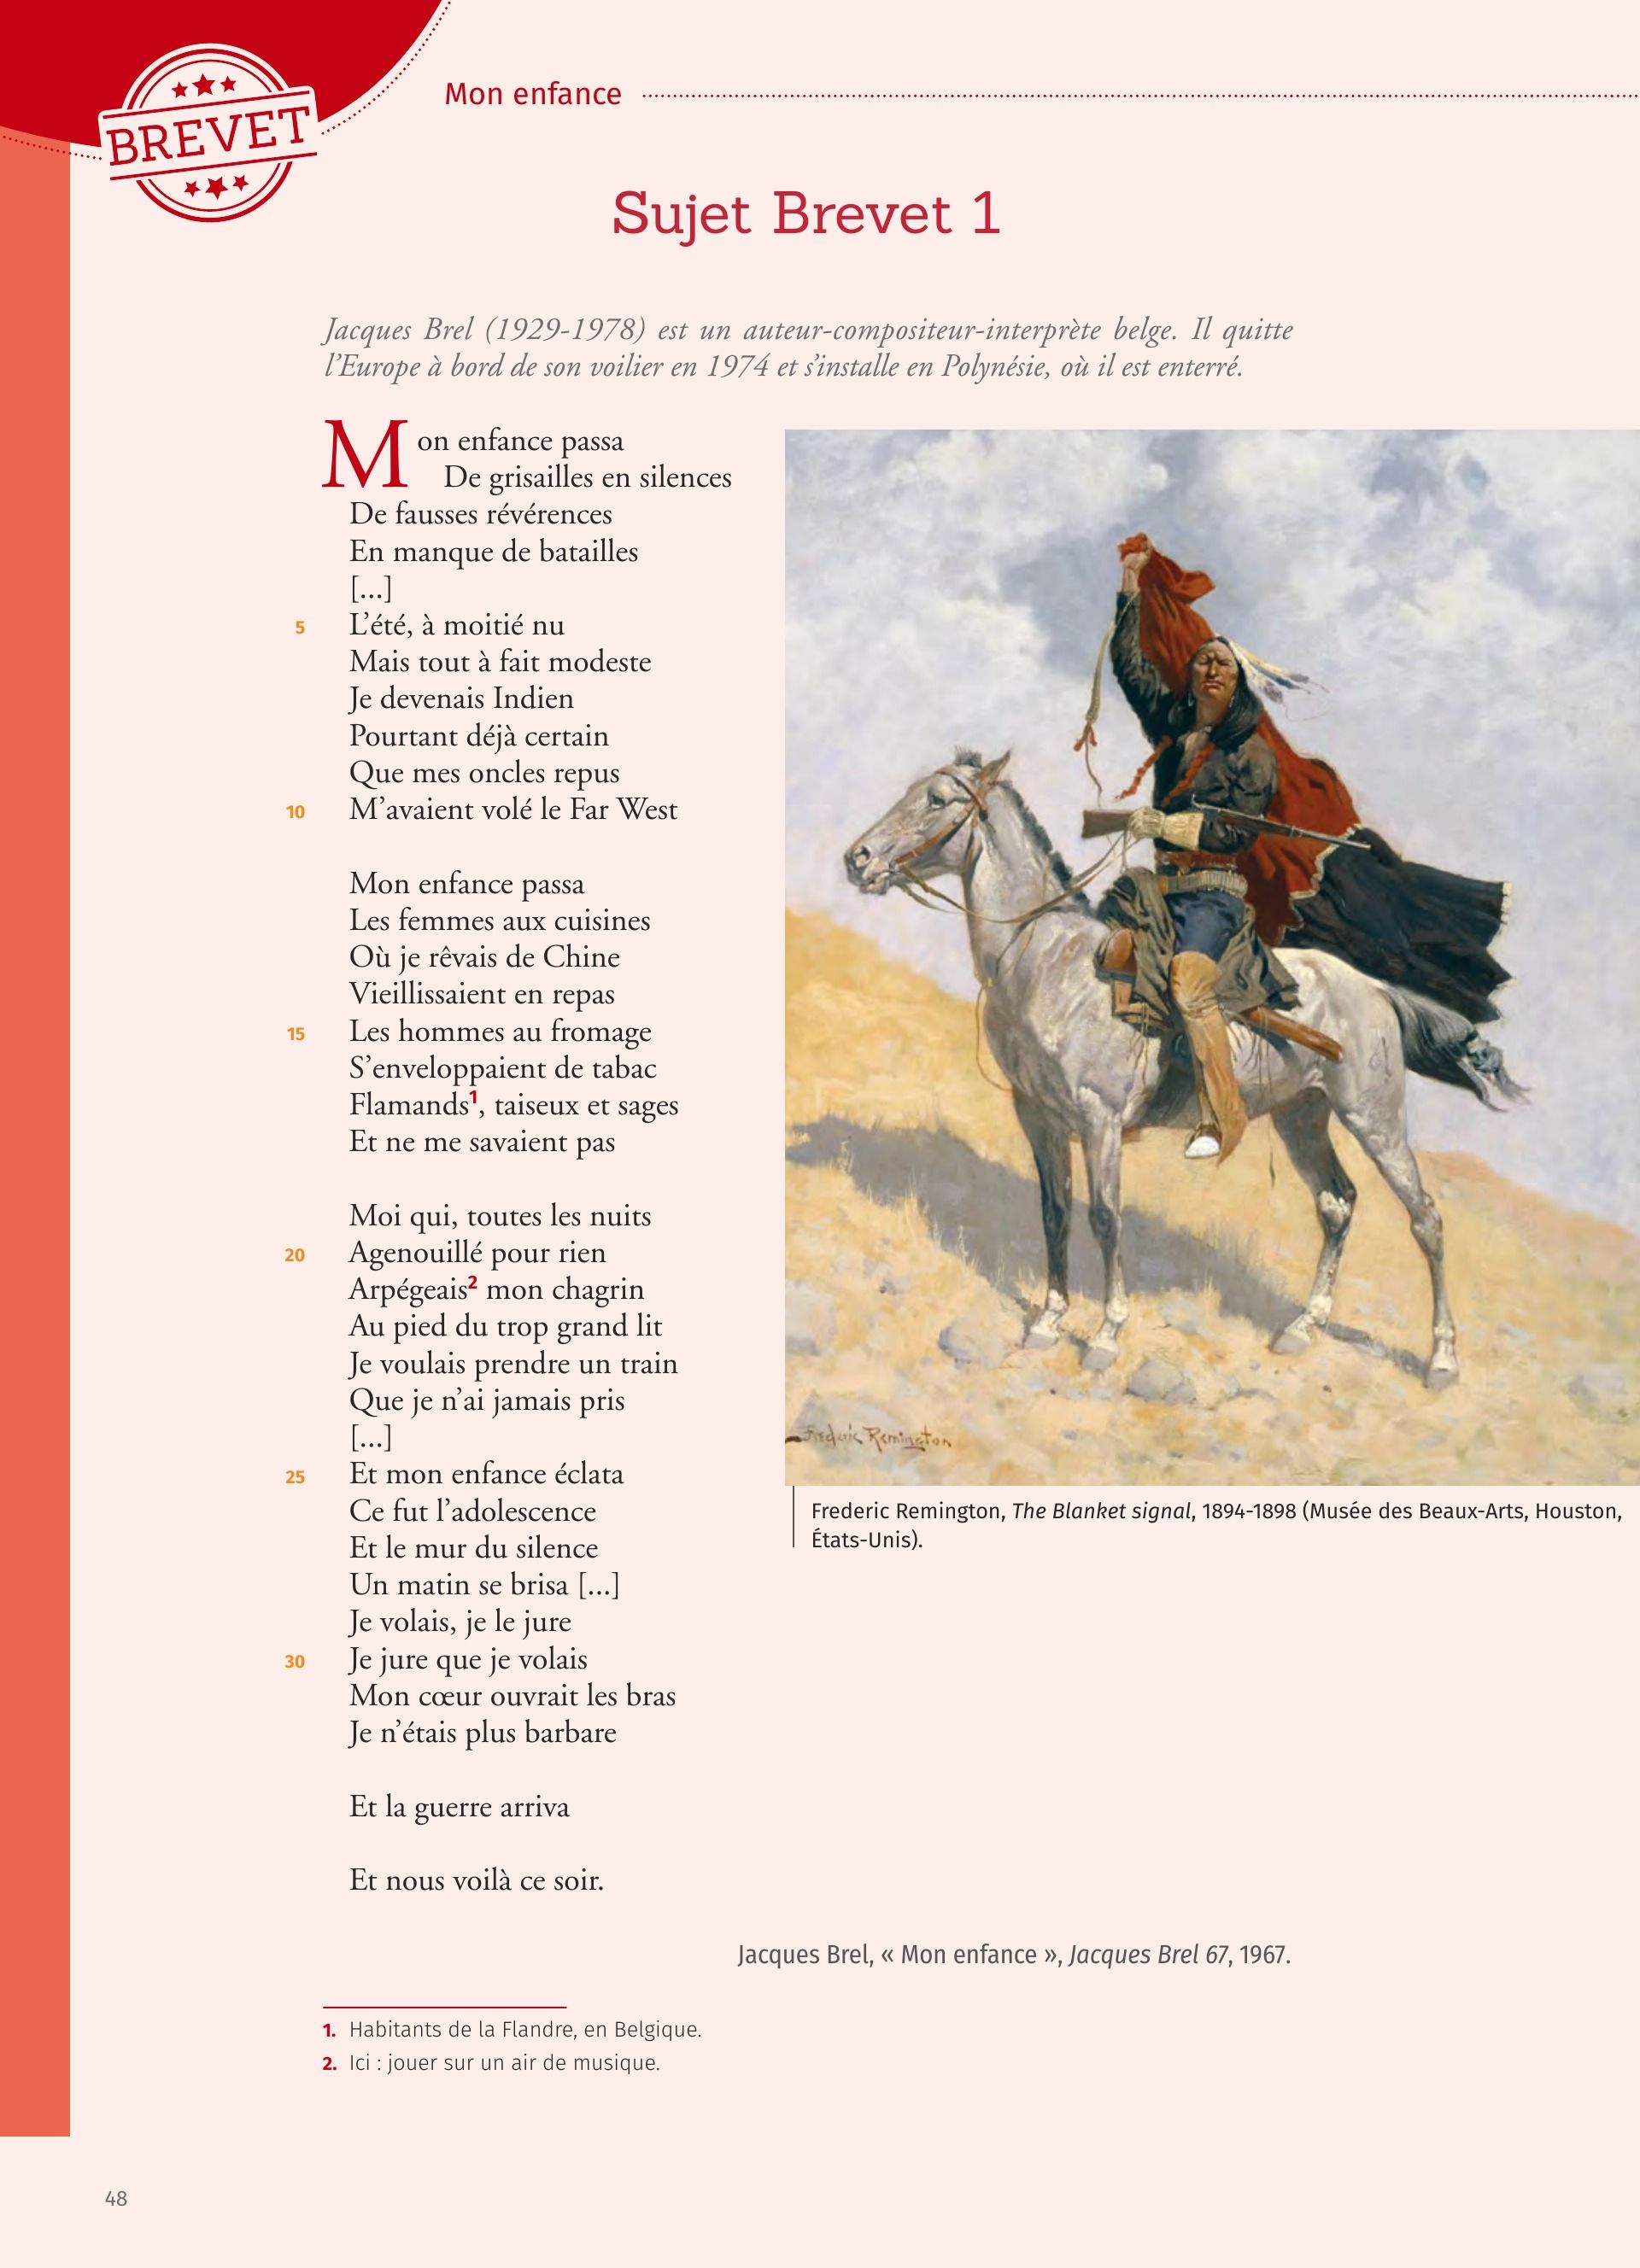 BREVET
Mon enfance
Sujet Brevet 1
Jacques Brel (1929-1978) est un auteur-compositeur-interprète belge. Il quitte
l’Europe à bord de son voilier en 1974 et s’installe en Polynésie, où il est enterré.
Mon enfance passa
De grisailles en silences
De fausses révérences
En manque de batailles
[…]
5 L’été, à moitié nu
Mais tout à fait modeste
Je devenais Indien
Pourtant déjà certain
Que mes oncles repus
10 M’avaient volé le Far West
Mon enfance passa
Les femmes aux cuisines
Où je rêvais de Chine
Vieillissaient en repas
15 Les hommes au fromage
S’enveloppaient de tabac
Flamands1, taiseux et sages
Et ne me savaient pas
Moi qui, toutes les nuits
20 Agenouillé pour rien
Arpégeais2 mon chagrin
Au pied du trop grand lit
Je voulais prendre un train
Que je n’ai jamais pris
[…]
25 Et mon enfance éclata
Ce fut l’adolescence
Et le mur du silence
Un matin se brisa […]
Je volais, je le jure
30 Je jure que je volais
Mon cœur ouvrait les bras
Je n’étais plus barbare
Et la guerre arriva
Et nous voilà ce soir.
Frederic Remington
Frederic Remington, The Blanket signal, 1894-1898 (Musée des Beaux-Arts, Houston,
États-Unis).
Jacques Brel, « Mon enfance », Jacques Brel 67, 1967.
1. Habitants de la Flandre, en Belgique.
2. Ici : jouer sur un air de musique.
48